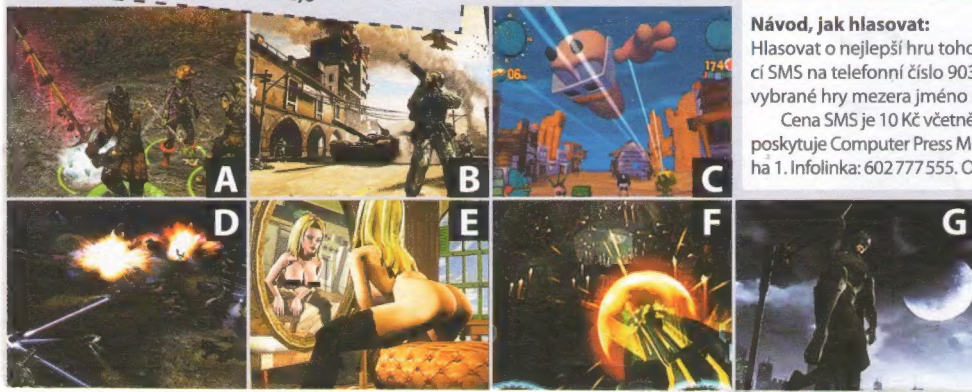 Návod, jak hlasovat:
Hlasovat o nejlepší hru toho
cí SMS na telefonní číslo 903
vybrané hry mezera jméno
Cena SMS je 10 Kč včetně
poskytuje Computer Press M
ha 1. Infolinka: 602 777 555. O
A
B
06
174
C
D
E
F
G